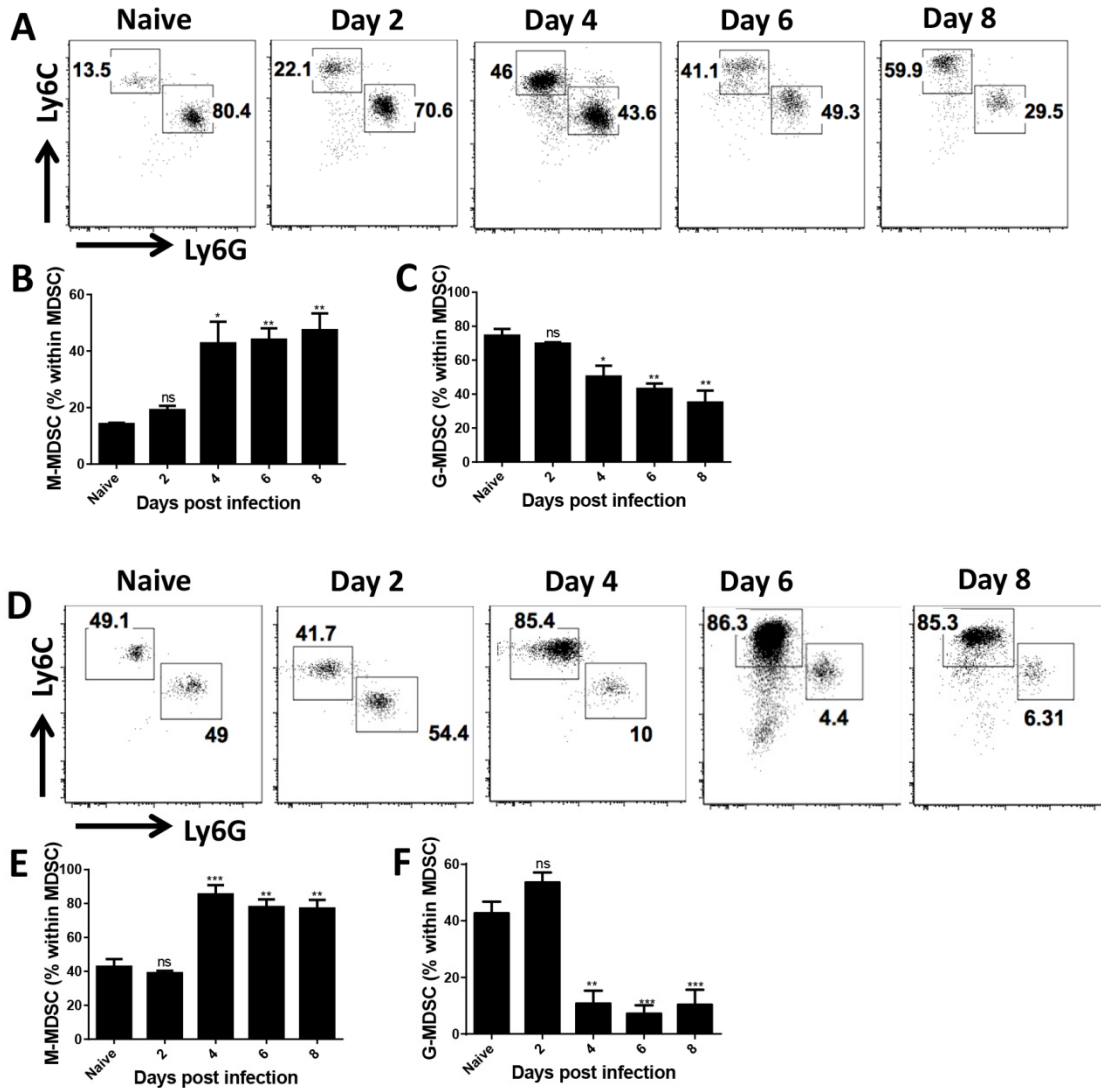 A
Naive
Day 2
Day 4
Day 6
Day 8
Ly6C
13.5
80.4
22.1
70.6
46
43.6
41.1
49.3
59.9
29.5
Ly6G
B
M-MDSC (% within MDSC)
60
40
20
0
ns
*
**
**
Naive
2
4
6
8
Days post infection
C
G-MDSC (% within MDSC)
100
80
60
40
20
0
ns
*
**
**
Naive
2
4
6
8
Days post infection
D
Naive
Day 2
Day 4
Day 6
Day 8
Ly6C
49.1
49
41.7
54.4
85.4
10
86.3
4.4
85.3
6.31
Ly6G
E
M-MDSC (% within MDSC)
100
80
60
40
20
0
ns
***
**
**
Naive
2
4
6
8
Days post infection
F
G-MDSC (% within MDSC)
60
40
20
0
ns
**
***
***
Naive
2
4
6
8
Days post infection